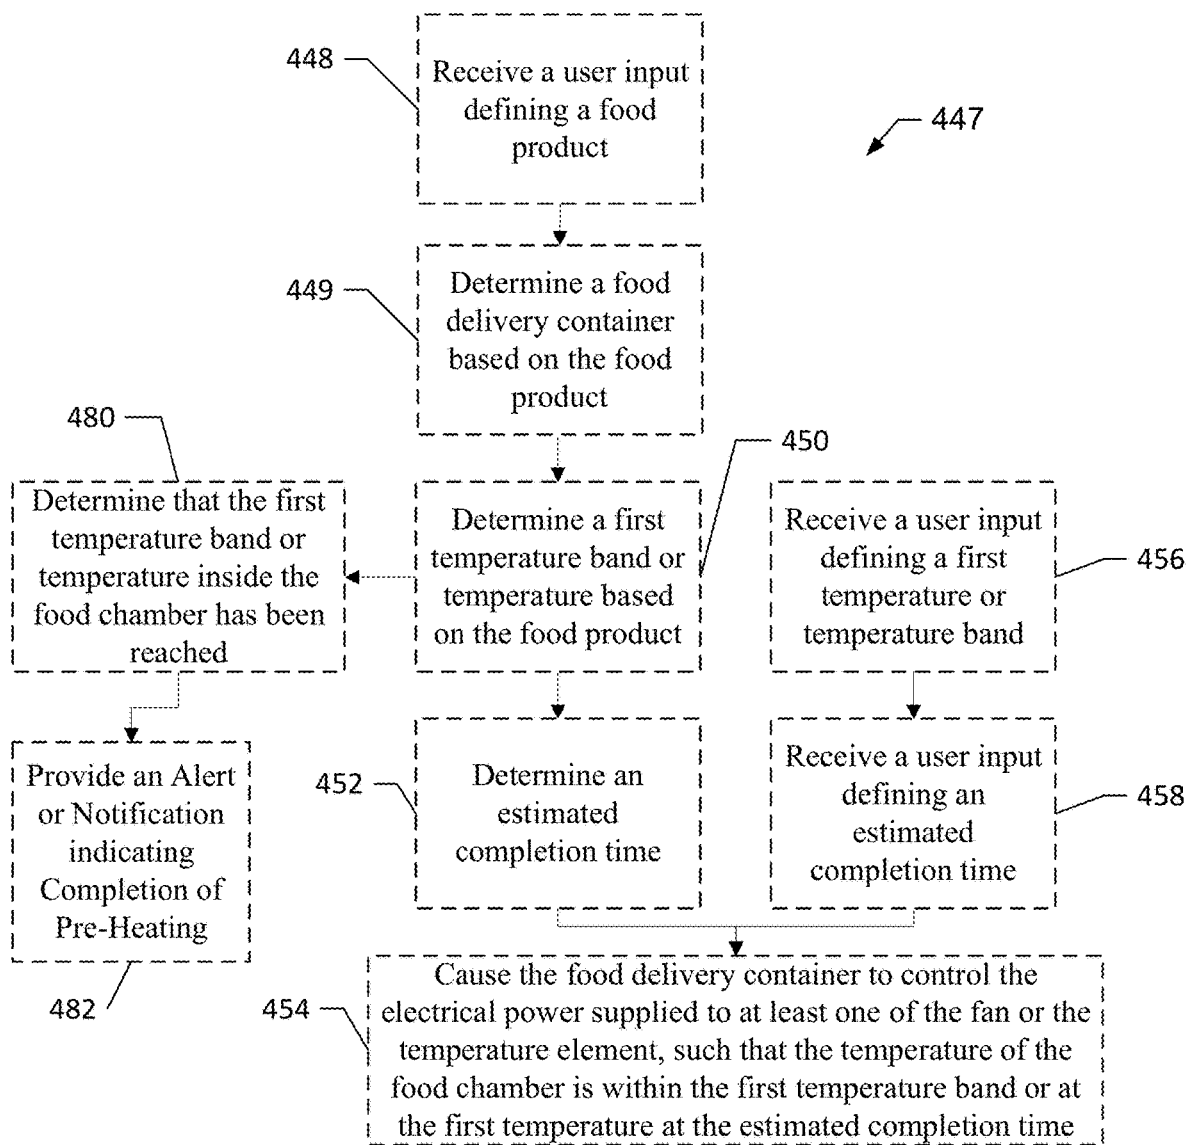 448
Receive a user input
defining a food
product
447
449
Determine a food
delivery container
based on the food
product
480
Determine that the first
temperature band or
temperature inside the
food chamber has been
reached
450
Determine a first
temperature band or
temperature based
on the food product
Receive a user input
defining a first
temperature or
temperature band
456
Provide an Alert
or Notification
indicating
Completion of
Pre-Heating
482
452
Determine an
estimated
completion time
Receive a user input
defining an
estimated
completion time
458
454
Cause the food delivery container to control the
electrical power supplied to at least one of the fan or the
temperature element, such that the temperature of the
food chamber is within the first temperature band or at
the first temperature at the estimated completion time